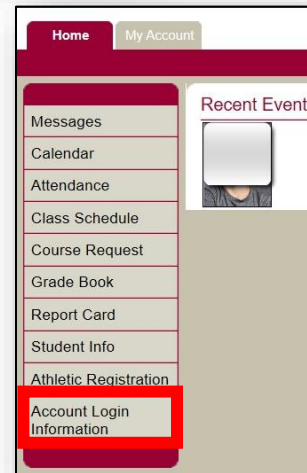 Home
My Account
Recent Event
Messages
Calendar
Attendance
Class Schedule
Course Request
Grade Book
Report Card
Student Info
Athletic Registration
Account Login
Information